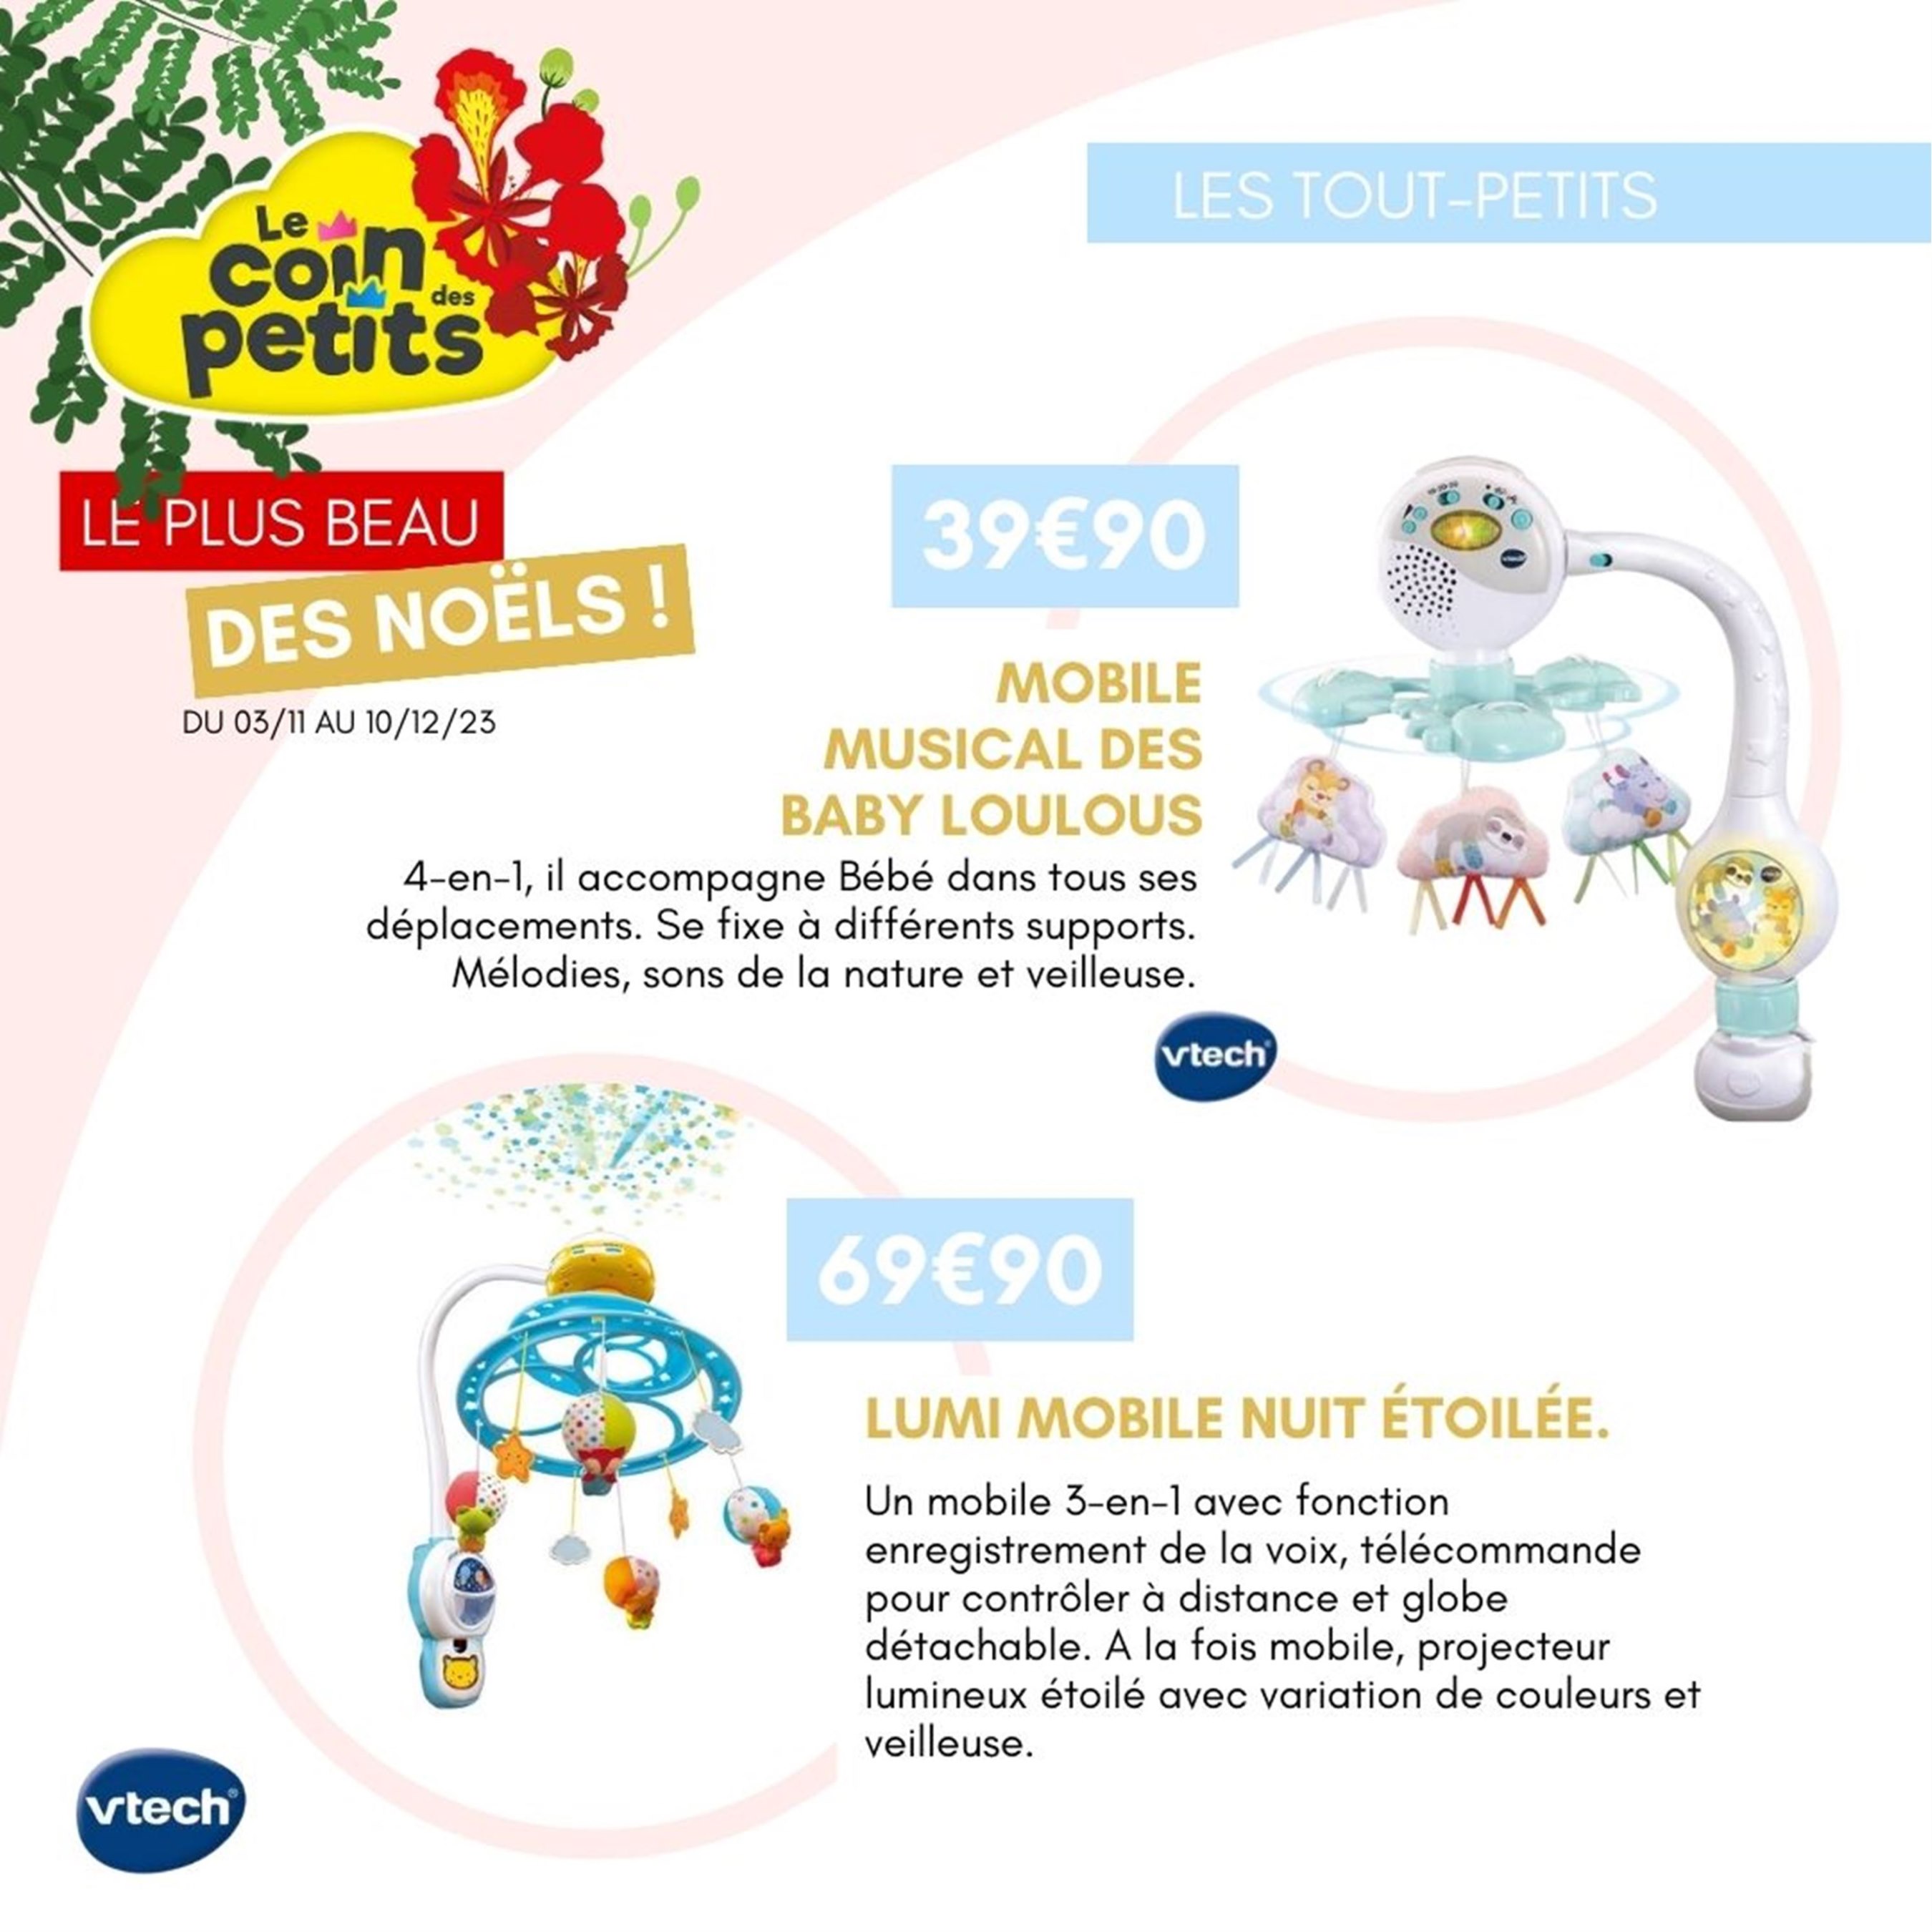 Le
coin
des
petits
LES TOUT-PETITS
LE PLUS BEAU
DES NOËLS !
DU 03/11 AU 10/12/23
39€90
MOBILE
MUSICAL DES
BABY LOULOUS
4-en-1, il accompagne Bébé dans tous ses
déplacements. Se fixe à différents supports.
Mélodies, sons de la nature et veilleuse.
vtech
vtech
69€90
LUMI MOBILE NUIT ÉTOILÉE.
Un mobile 3-en-1 avec fonction
enregistrement de la voix, télécommande
pour contrôler à distance et globe
détachable. A la fois mobile, projecteur
lumineux étoilé avec variation de couleurs et
veilleuse.
vtech